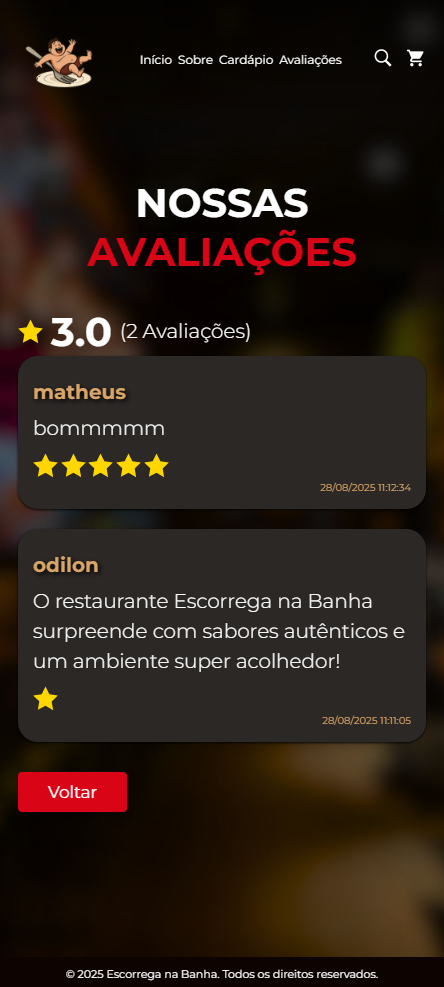 Início Sobre Cardápio Avaliações
NOSSAS
AVALIAÇÕES
3.0 (2 Avaliações)
matheus
bommmmm
28/08/2025 11:12:34
odilon
O restaurante Escorrega na Banha
surpreende com sabores autênticos e
um ambiente super acolhedor!
28/08/2025 11:11:05
Voltar
© 2025 Escorrega na Banha. Todos os direitos reservados.